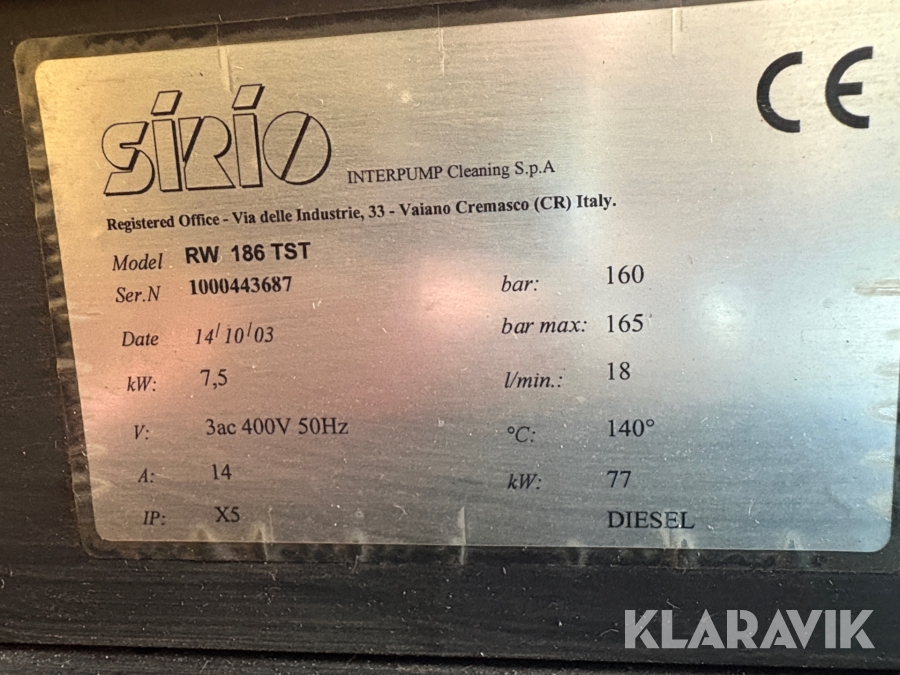 SIRIO INTERPUMP Cleaning S.p.A
CE
Registered Office - Via delle Industrie, 33 - Vaiano Cremasco (CR) Italy.
Model RW 186 TST
Ser.N 1000443687
Date 14/10/03
kW: 7,5
V: 3ac 400V 50Hz
A: 14
IP: X5
bar: 160
bar max: 165
l/min.: 18
°C: 140°
kW: 77
DIESEL
KLARAVIK